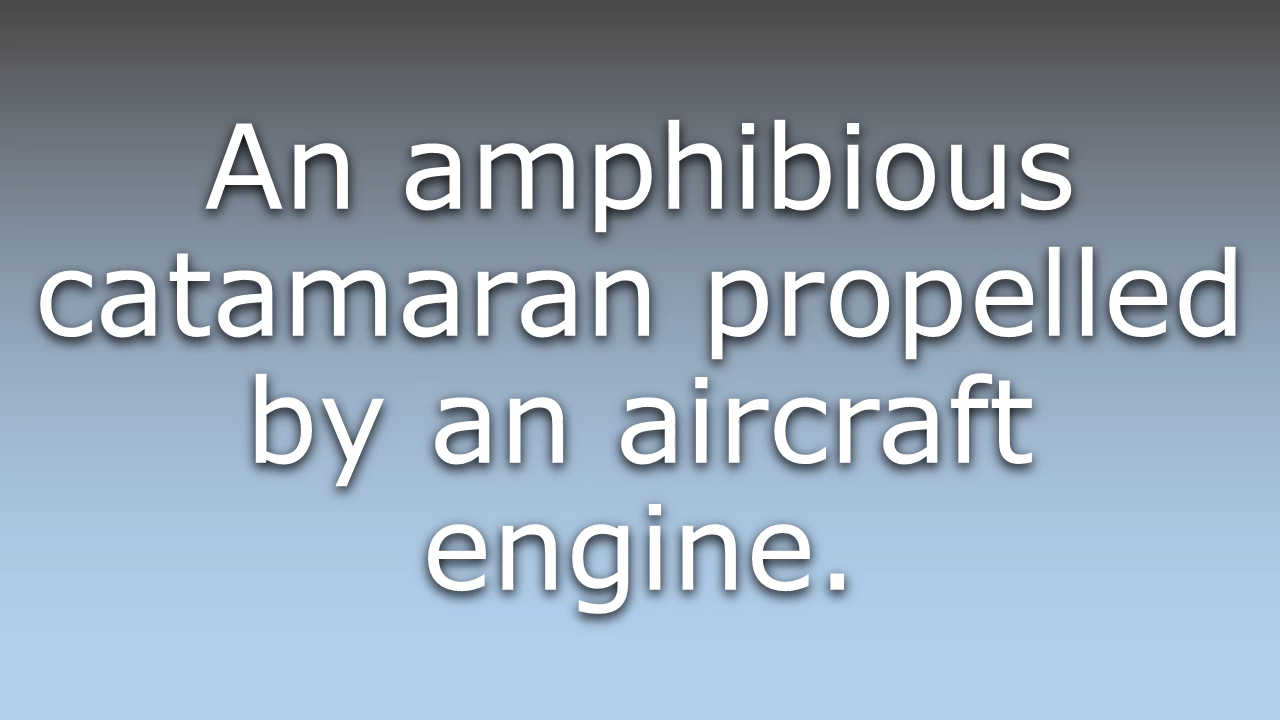 An amphibious
catamaran propelled
by an aircraft
engine.